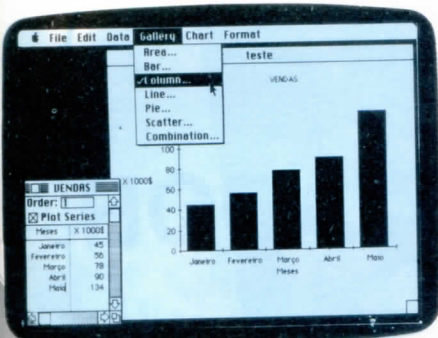 File Edit Data Gallery Chart Format
Area...
Bar...
✓Column...
Line...
Pie...
Scatter...
Combination...
teste
VENDAS
X 1000$
100
80
60
40
20
0
Janeiro Fevereiro Março Abril Maio
Meses
VENDAS
Order: 1
Plot Series
Meses X 1000$
Janeiro 45
Fevereiro 56
Março 78
Abril 90
Maio 134